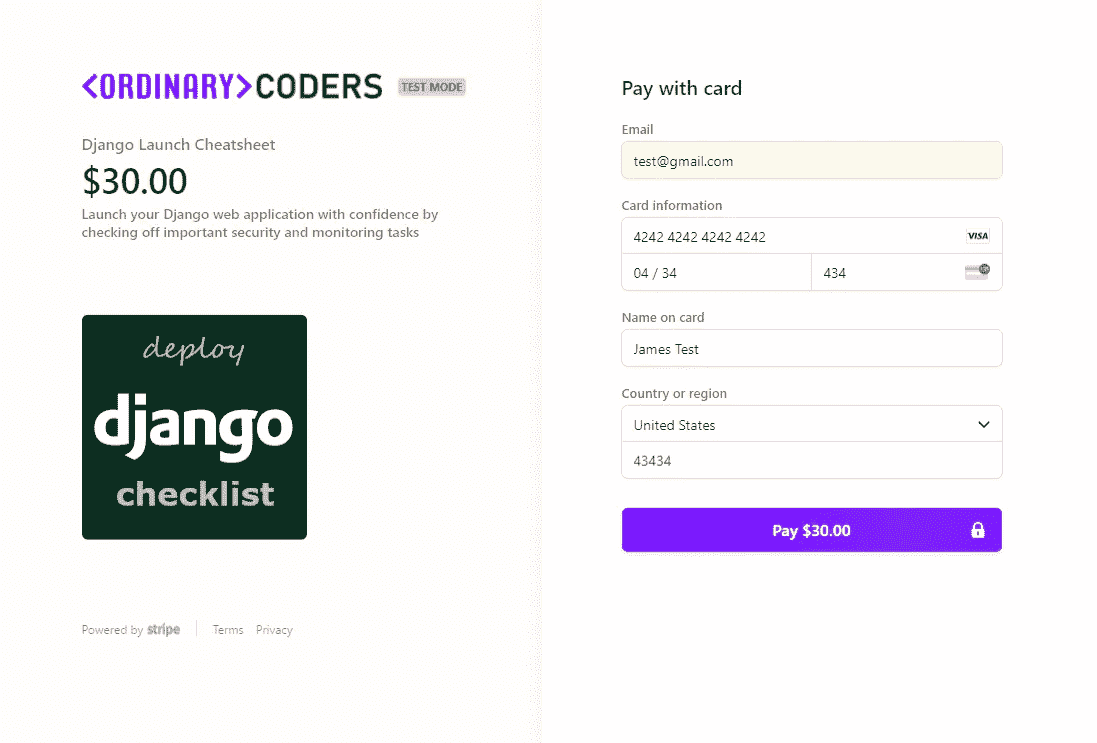 <ORDINARY>CODERS TEST MODE
Django Launch Cheatsheet
$30.00
Launch your Django web application with confidence by
checking off important security and monitoring tasks
deploy
django
checklist
Powered by stripe Terms Privacy
Pay with card
Email
test@gmail.com
Card information
4242 4242 4242 4242 VISA
04 / 34 434
Name on card
James Test
Country or region
United States
43434
Pay $30.00